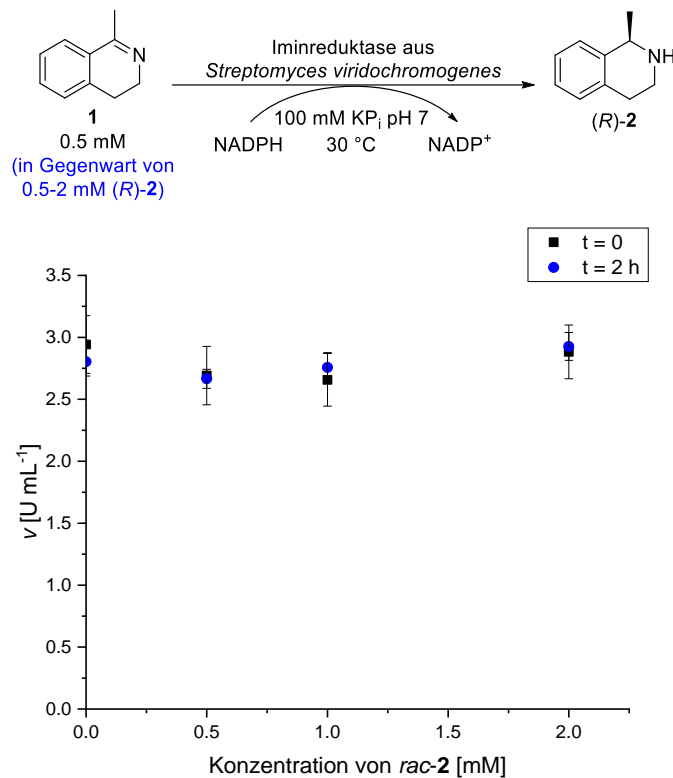 Iminreduktase aus
Streptomyces viridochromogenes
N
NH
1
0.5 mM
(in Gegenwart von
0.5-2 mM (R)-2)
100 mM KPi pH 7
NADPH 30 °C NADP+
(R)-2
t = 0
t = 2 h
3.5
3.0
2.5
2.0
1.5
1.0
0.5
0.0
v [U mL-1]
0.0 0.5 1.0 1.5 2.0
Konzentration von rac-2 [mM]